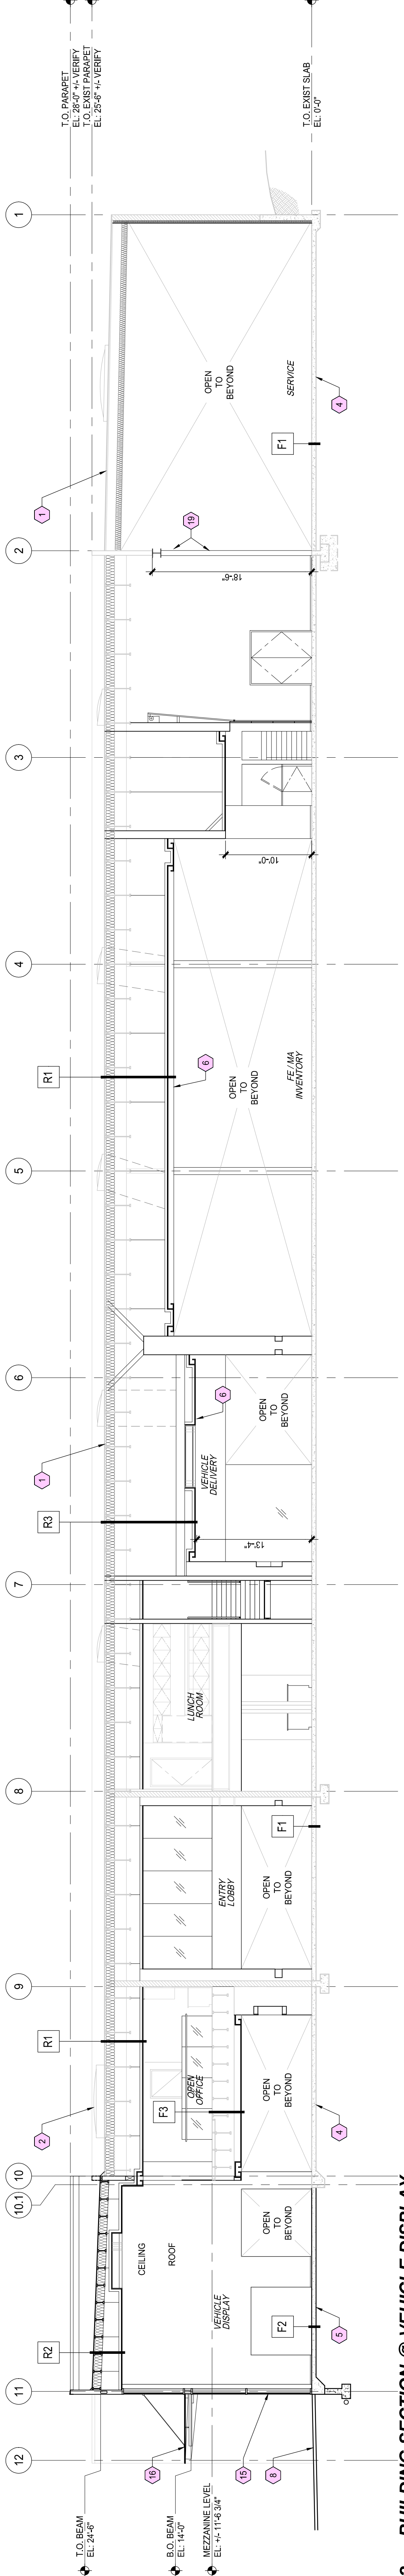 12
11
10.1
10
9
8
7
6
5
4
3
2
1
T.O. PARAPET
EL: 28'-0" +/- VERIFY
T.O. EXIST PARAPET
EL: 25'-6" +/- VERIFY
T.O. EXIST SLAB
EL: 0'-0"
T.O. BEAM
EL: 24'-6"
B.O. BEAM
EL: 14'-0"
MEZZANINE LEVEL
EL: +/- 11'-6 3/4"
R2
2
R1
R3
1
R1
1
16
15
8
CEILING
ROOF
VEHICLE
DISPLAY
F2
5
OPEN
TO
BEYOND
F3
OPEN
OFFICE
OPEN
TO
BEYOND
4
ENTRY
LOBBY
OPEN
TO
BEYOND
F1
LUNCH
ROOM
VEHICLE
DELIVERY
13'-4"
6
OPEN
TO
BEYOND
6
OPEN
TO
BEYOND
FE / MA
INVENTORY
10'-0"
18'-6"
19
OPEN
TO
BEYOND
SERVICE
F1
4
BUILDING SECTION @ VEHICLE DISPLAY